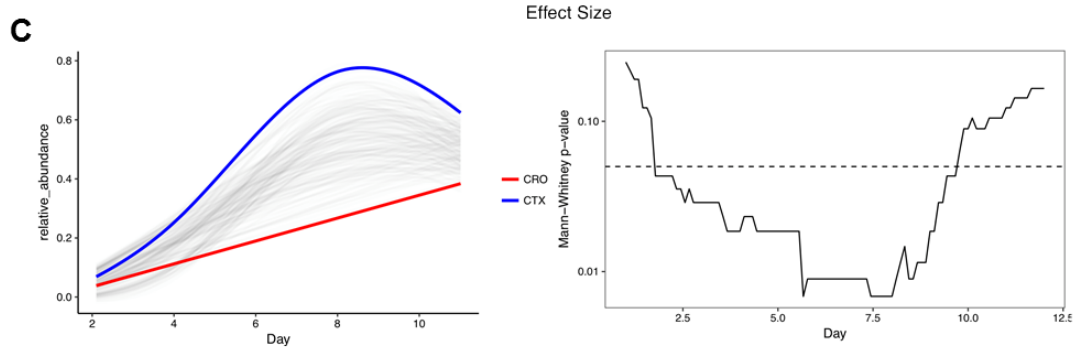 C
Effect Size
relative_abundance
0.8
0.6
0.4
0.2
0.0
2
4
6
8
10
Day
CRO
CTX
Mann-Whitney p-value
0.10
0.01
2.5
5.0
7.5
10.0
12.5
Day